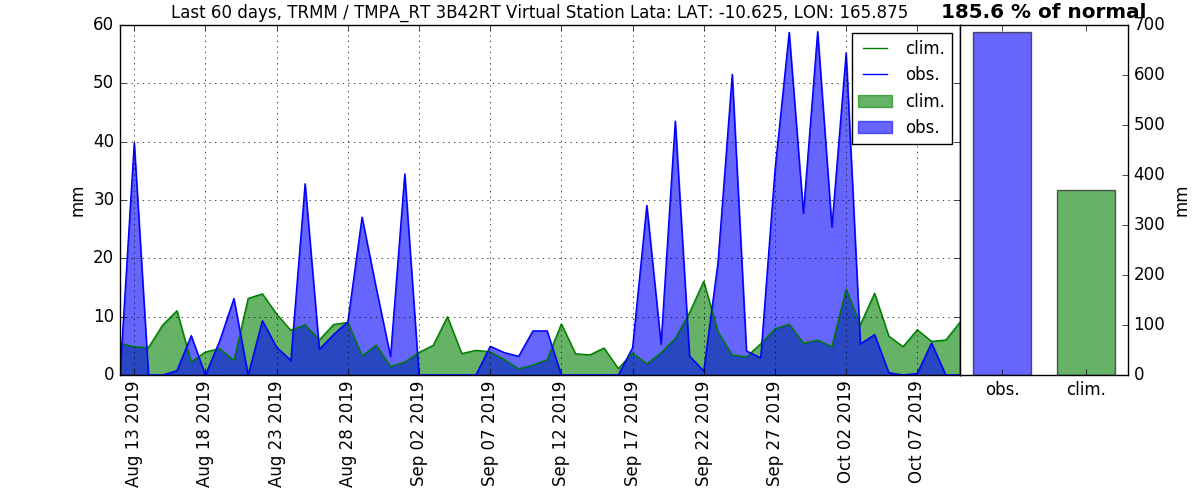 Last 60 days, TRMM / TMPA_RT 3B42RT Virtual Station Lata: LAT: -10.625, LON: 165.875
185.6 % of normal
60
50
40
30
20
10
0
mm
clim.
obs.
clim.
obs.
700
600
500
400
300
200
100
0
mm
obs.
clim.
Aug 13 2019
Aug 18 2019
Aug 23 2019
Aug 28 2019
Sep 02 2019
Sep 07 2019
Sep 12 2019
Sep 17 2019
Sep 22 2019
Sep 27 2019
Oct 02 2019
Oct 07 2019